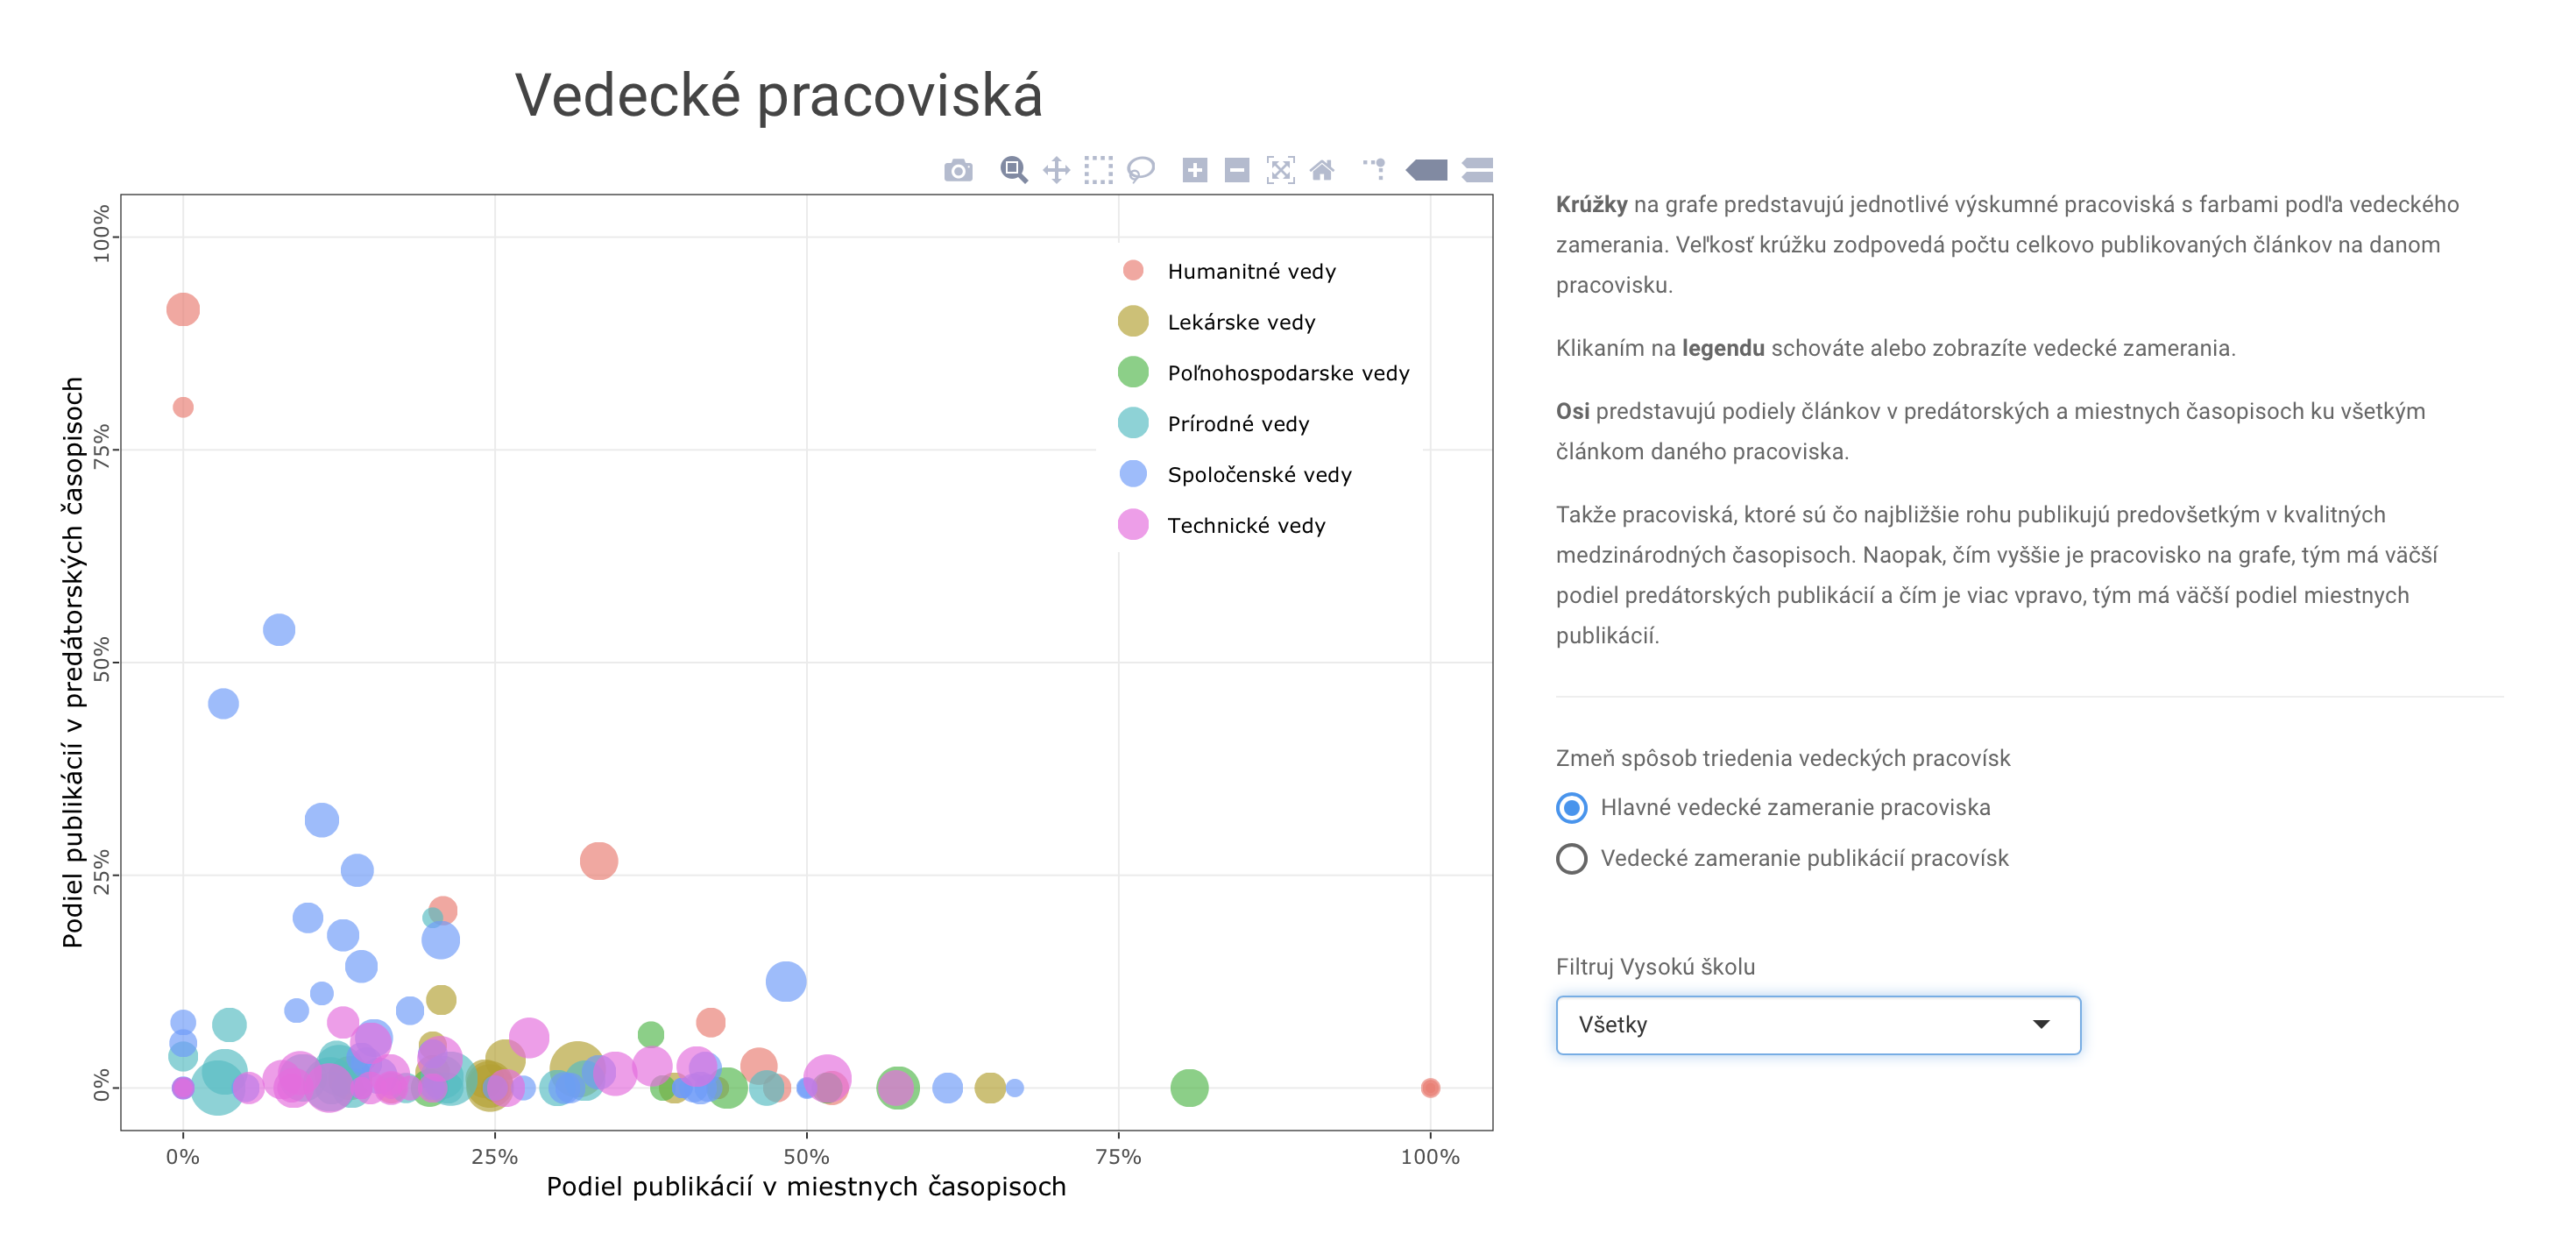 Vedecké pracoviská
Podiel publikácií v predátorských časopisoch
100%
75%
50%
25%
0%
Humanitné vedy
Lekárske vedy
Poľnohospodarske vedy
Prírodné vedy
Spoločenské vedy
Technické vedy
0%
25%
50%
75%
100%
Podiel publikácií v miestnych časopisoch
Krúžky na grafe predstavujú jednotlivé výskumné pracoviská s farbami podľa vedeckého
zamerania. Veľkosť krúžku zodpovedá počtu celkovo publikovaných článkov na danom
pracovisku.
Klikaním na legendu schováte alebo zobrazíte vedecké zamerania.
Osi predstavujú podiely článkov v predátorských a miestnych časopisoch ku všetkým
článkom daného pracoviska.
Takže pracoviská, ktoré sú čo najbližšie rohu publikujú predovšetkým v kvalitných
medzinárodných časopisoch. Naopak, čím vyššie je pracovisko na grafe, tým má väčší
podiel predátorských publikácií a čím je viac vpravo, tým má väčší podiel miestnych
publikácií.
Zmeň spôsob triedenia vedeckých pracovísk
Hlavné vedecké zameranie pracoviska
Vedecké zameranie publikácií pracovísk
Filtruj Vysokú školu
Všetky